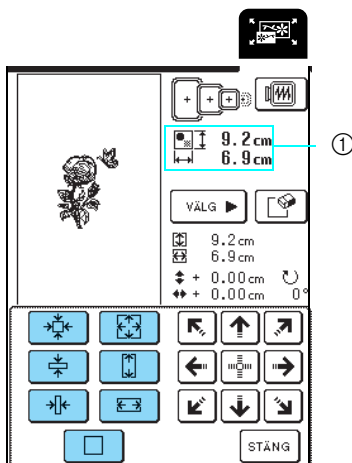 9.2 cm
6.9 cm
①
VÄLG
9.2 cm
6.9 cm
+ 0.00 cm
+ 0.00 cm 0°
STÄNG